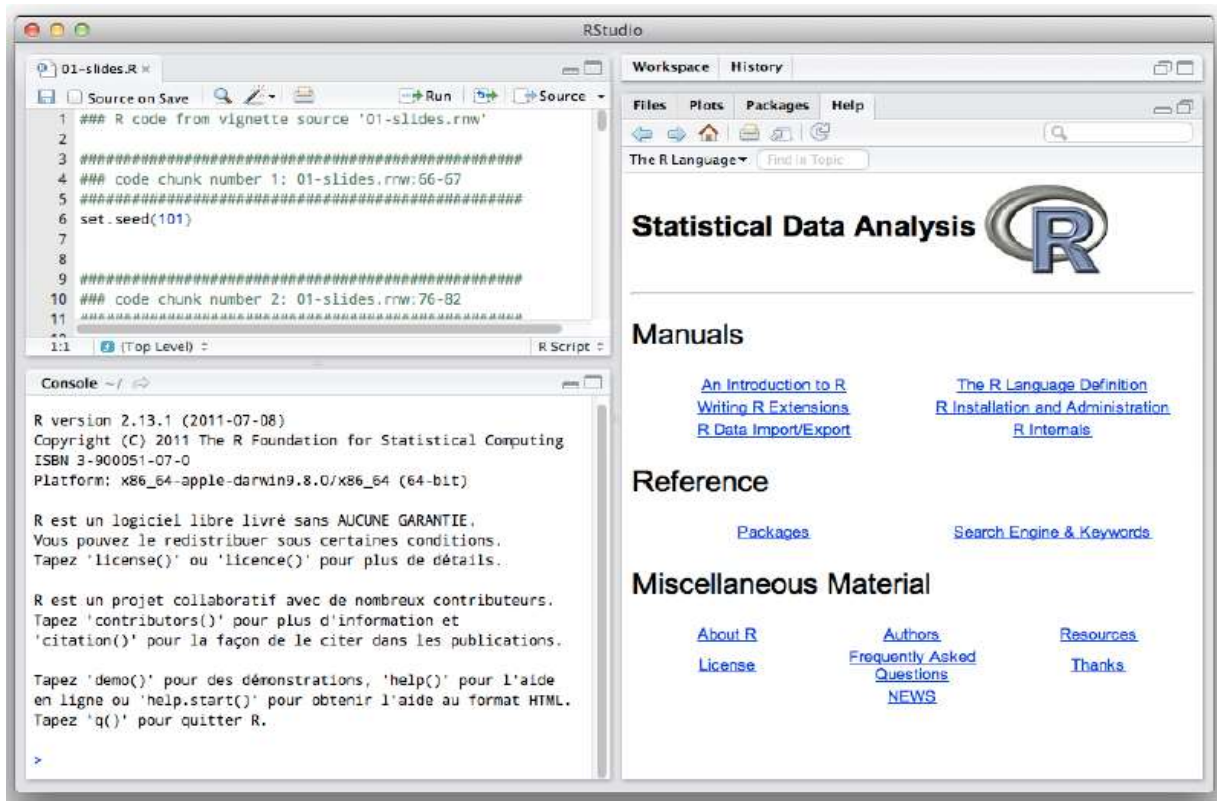 RStudio
01-slides.R
Source on Save Run Source
1 ### R code from vignette source '01-slides.rnw'
2
3 ##################################################
4 ### code chunk number 1: 01-slides.rnw:66-67
5 ##################################################
6 set.seed(101)
7
8
9 ##################################################
10 ### code chunk number 2: 01-slides.rnw:76-82
11 ##################################################
1:1 (Top Level) R Script
Console ~/
R version 2.13.1 (2011-07-08)
Copyright (C) 2011 The R Foundation for Statistical Computing
ISBN 3-900051-07-0
Platform: x86_64-apple-darwin9.8.0/x86_64 (64-bit)
R est un logiciel libre livré sans AUCUNE GARANTIE.
Vous pouvez le redistribuer sous certaines conditions.
Tapez 'license()' ou 'licence()' pour plus de détails.
R est un projet collaboratif avec de nombreux contributeurs.
Tapez 'contributors()' pour plus d'information et
'citation()' pour la façon de le citer dans les publications.
Tapez 'demo()' pour des démonstrations, 'help()' pour l'aide
en ligne ou 'help.start()' pour obtenir l'aide au format HTML.
Tapez 'q()' pour quitter R.
>
Workspace History
Files Plots Packages Help
The R Language Find in Topic
Statistical Data Analysis R
Manuals
An Introduction to R The R Language Definition
Writing R Extensions R Installation and Administration
R Data Import/Export R Internals
Reference
Packages Search Engine & Keywords
Miscellaneous Material
About R Authors Resources
License Frequently Asked Questions Thanks
NEWS